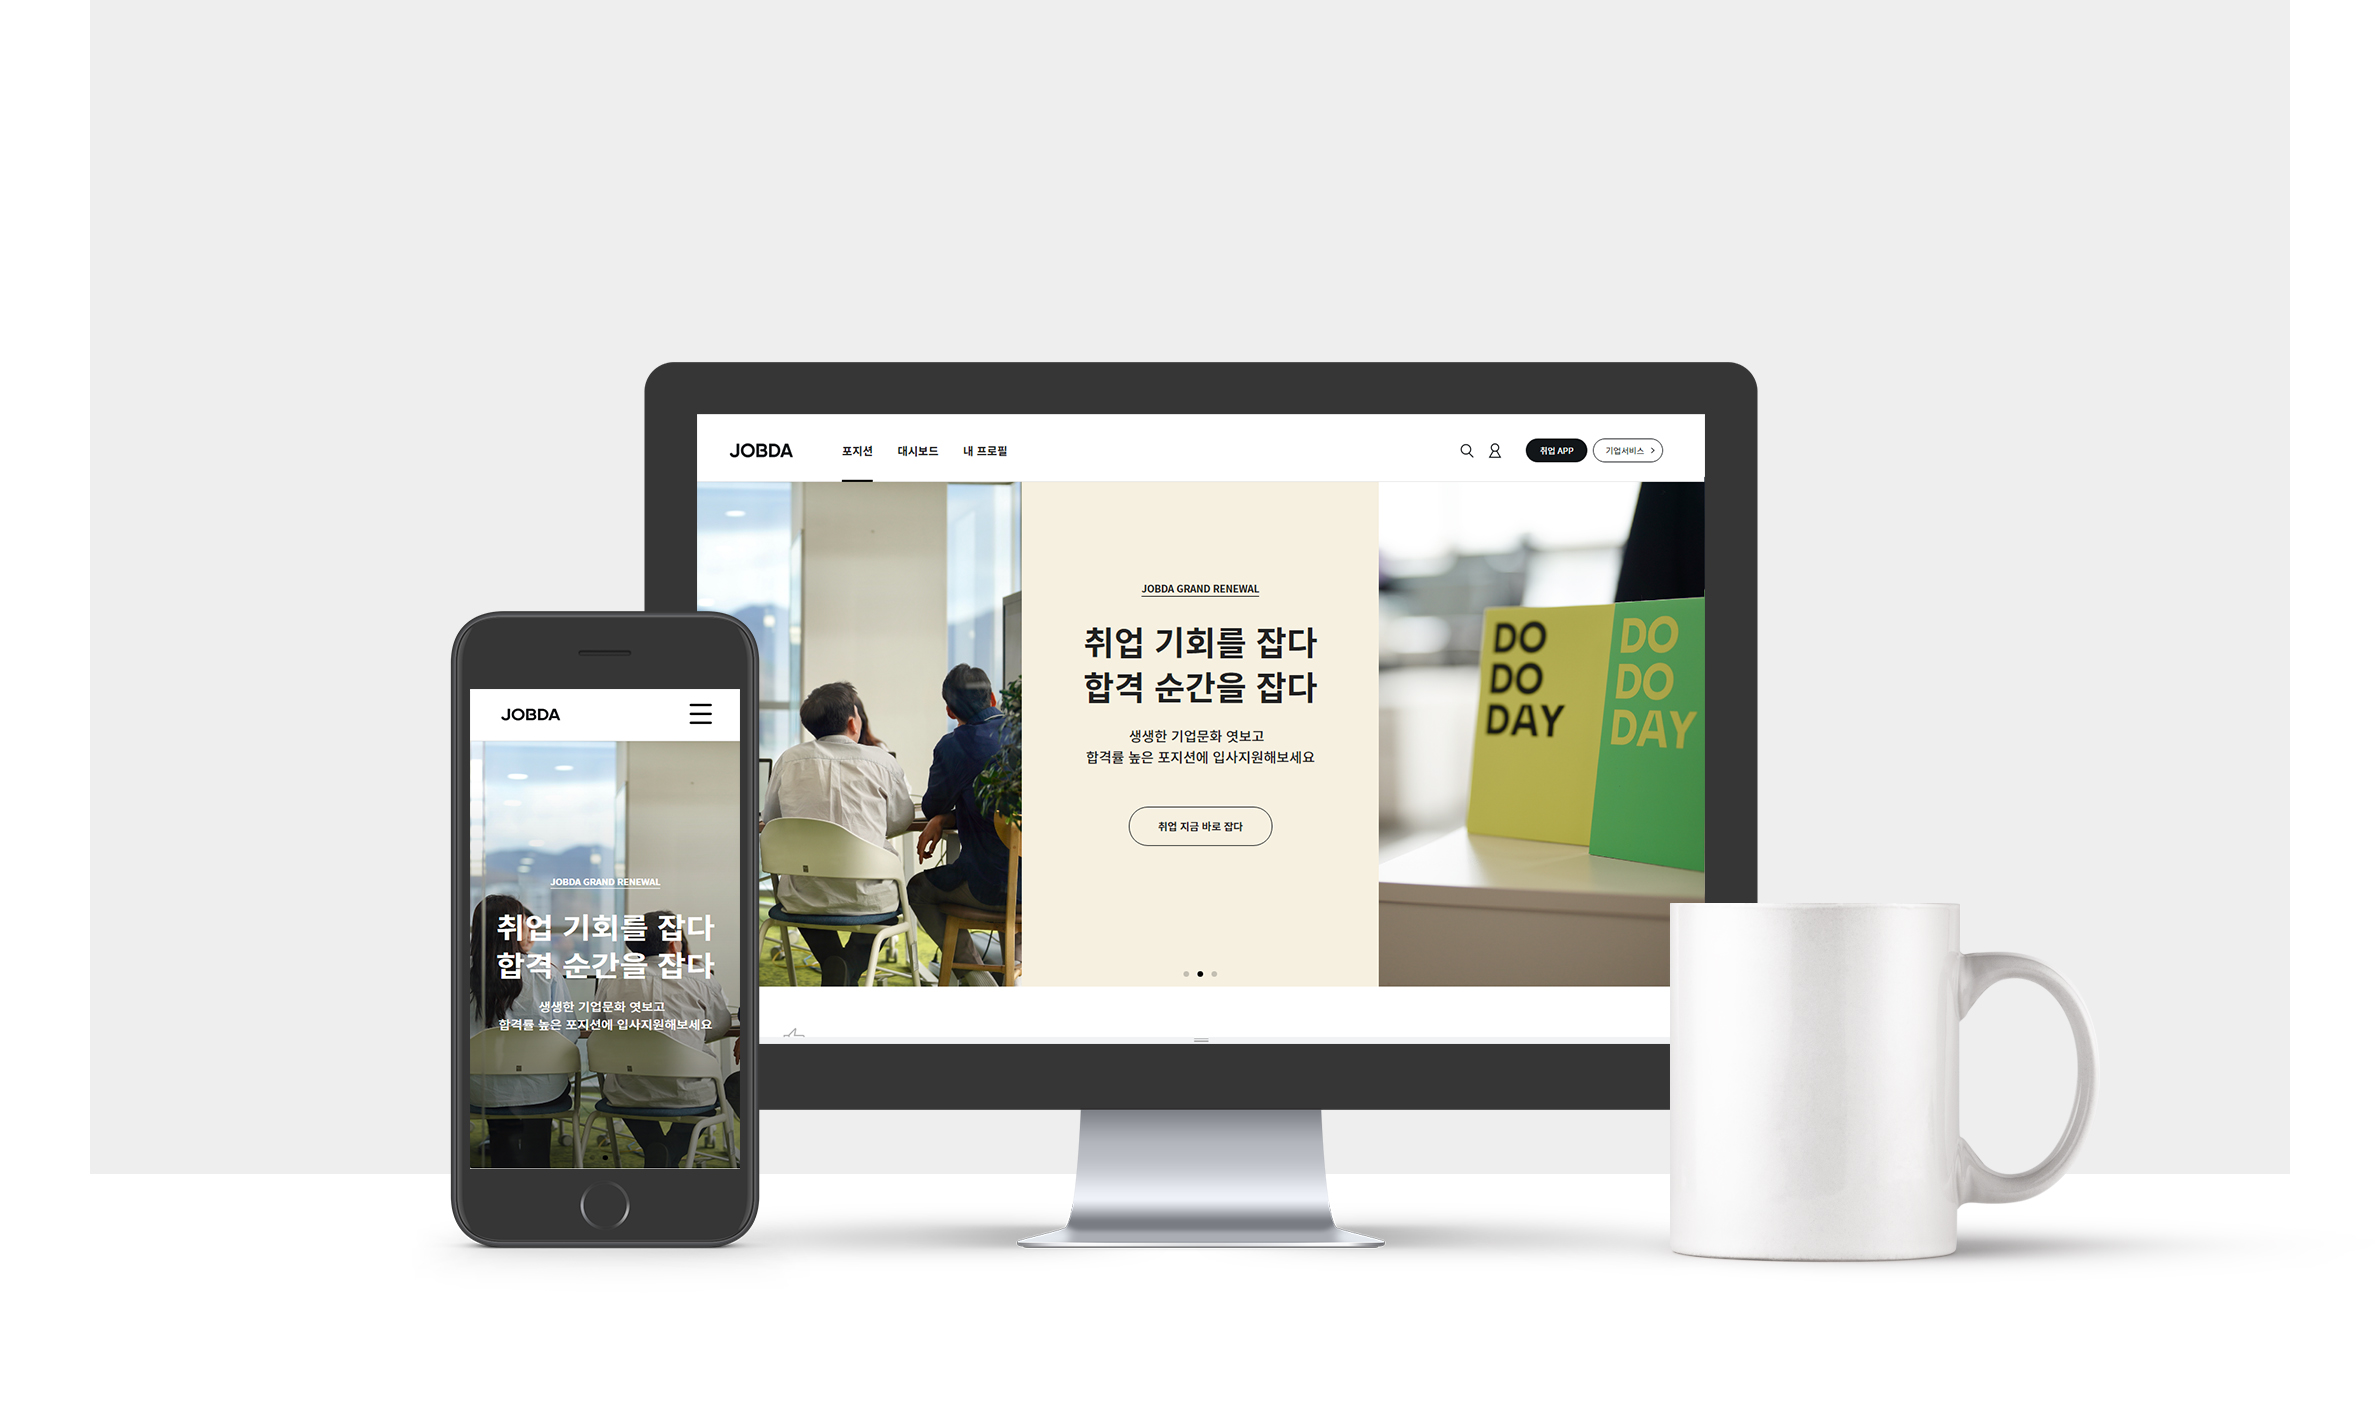 JOBDA 포지션 대시보드 내 프로필 취업 APP 기업서비스
JOBDA GRAND RENEWAL
취업 기회를 잡다
합격 순간을 잡다
생생한 기업문화 엿보고
합격률 높은 포지션에 입사지원해보세요
취업 지금 바로 잡다
DO
DO
DAY
DO
DO
DAY
JOBDA
JOBDA GRAND RENEWAL
취업 기회를 잡다
합격 순간을 잡다
생생한 기업문화 엿보고
합격률 높은 포지션에 입사지원해보세요